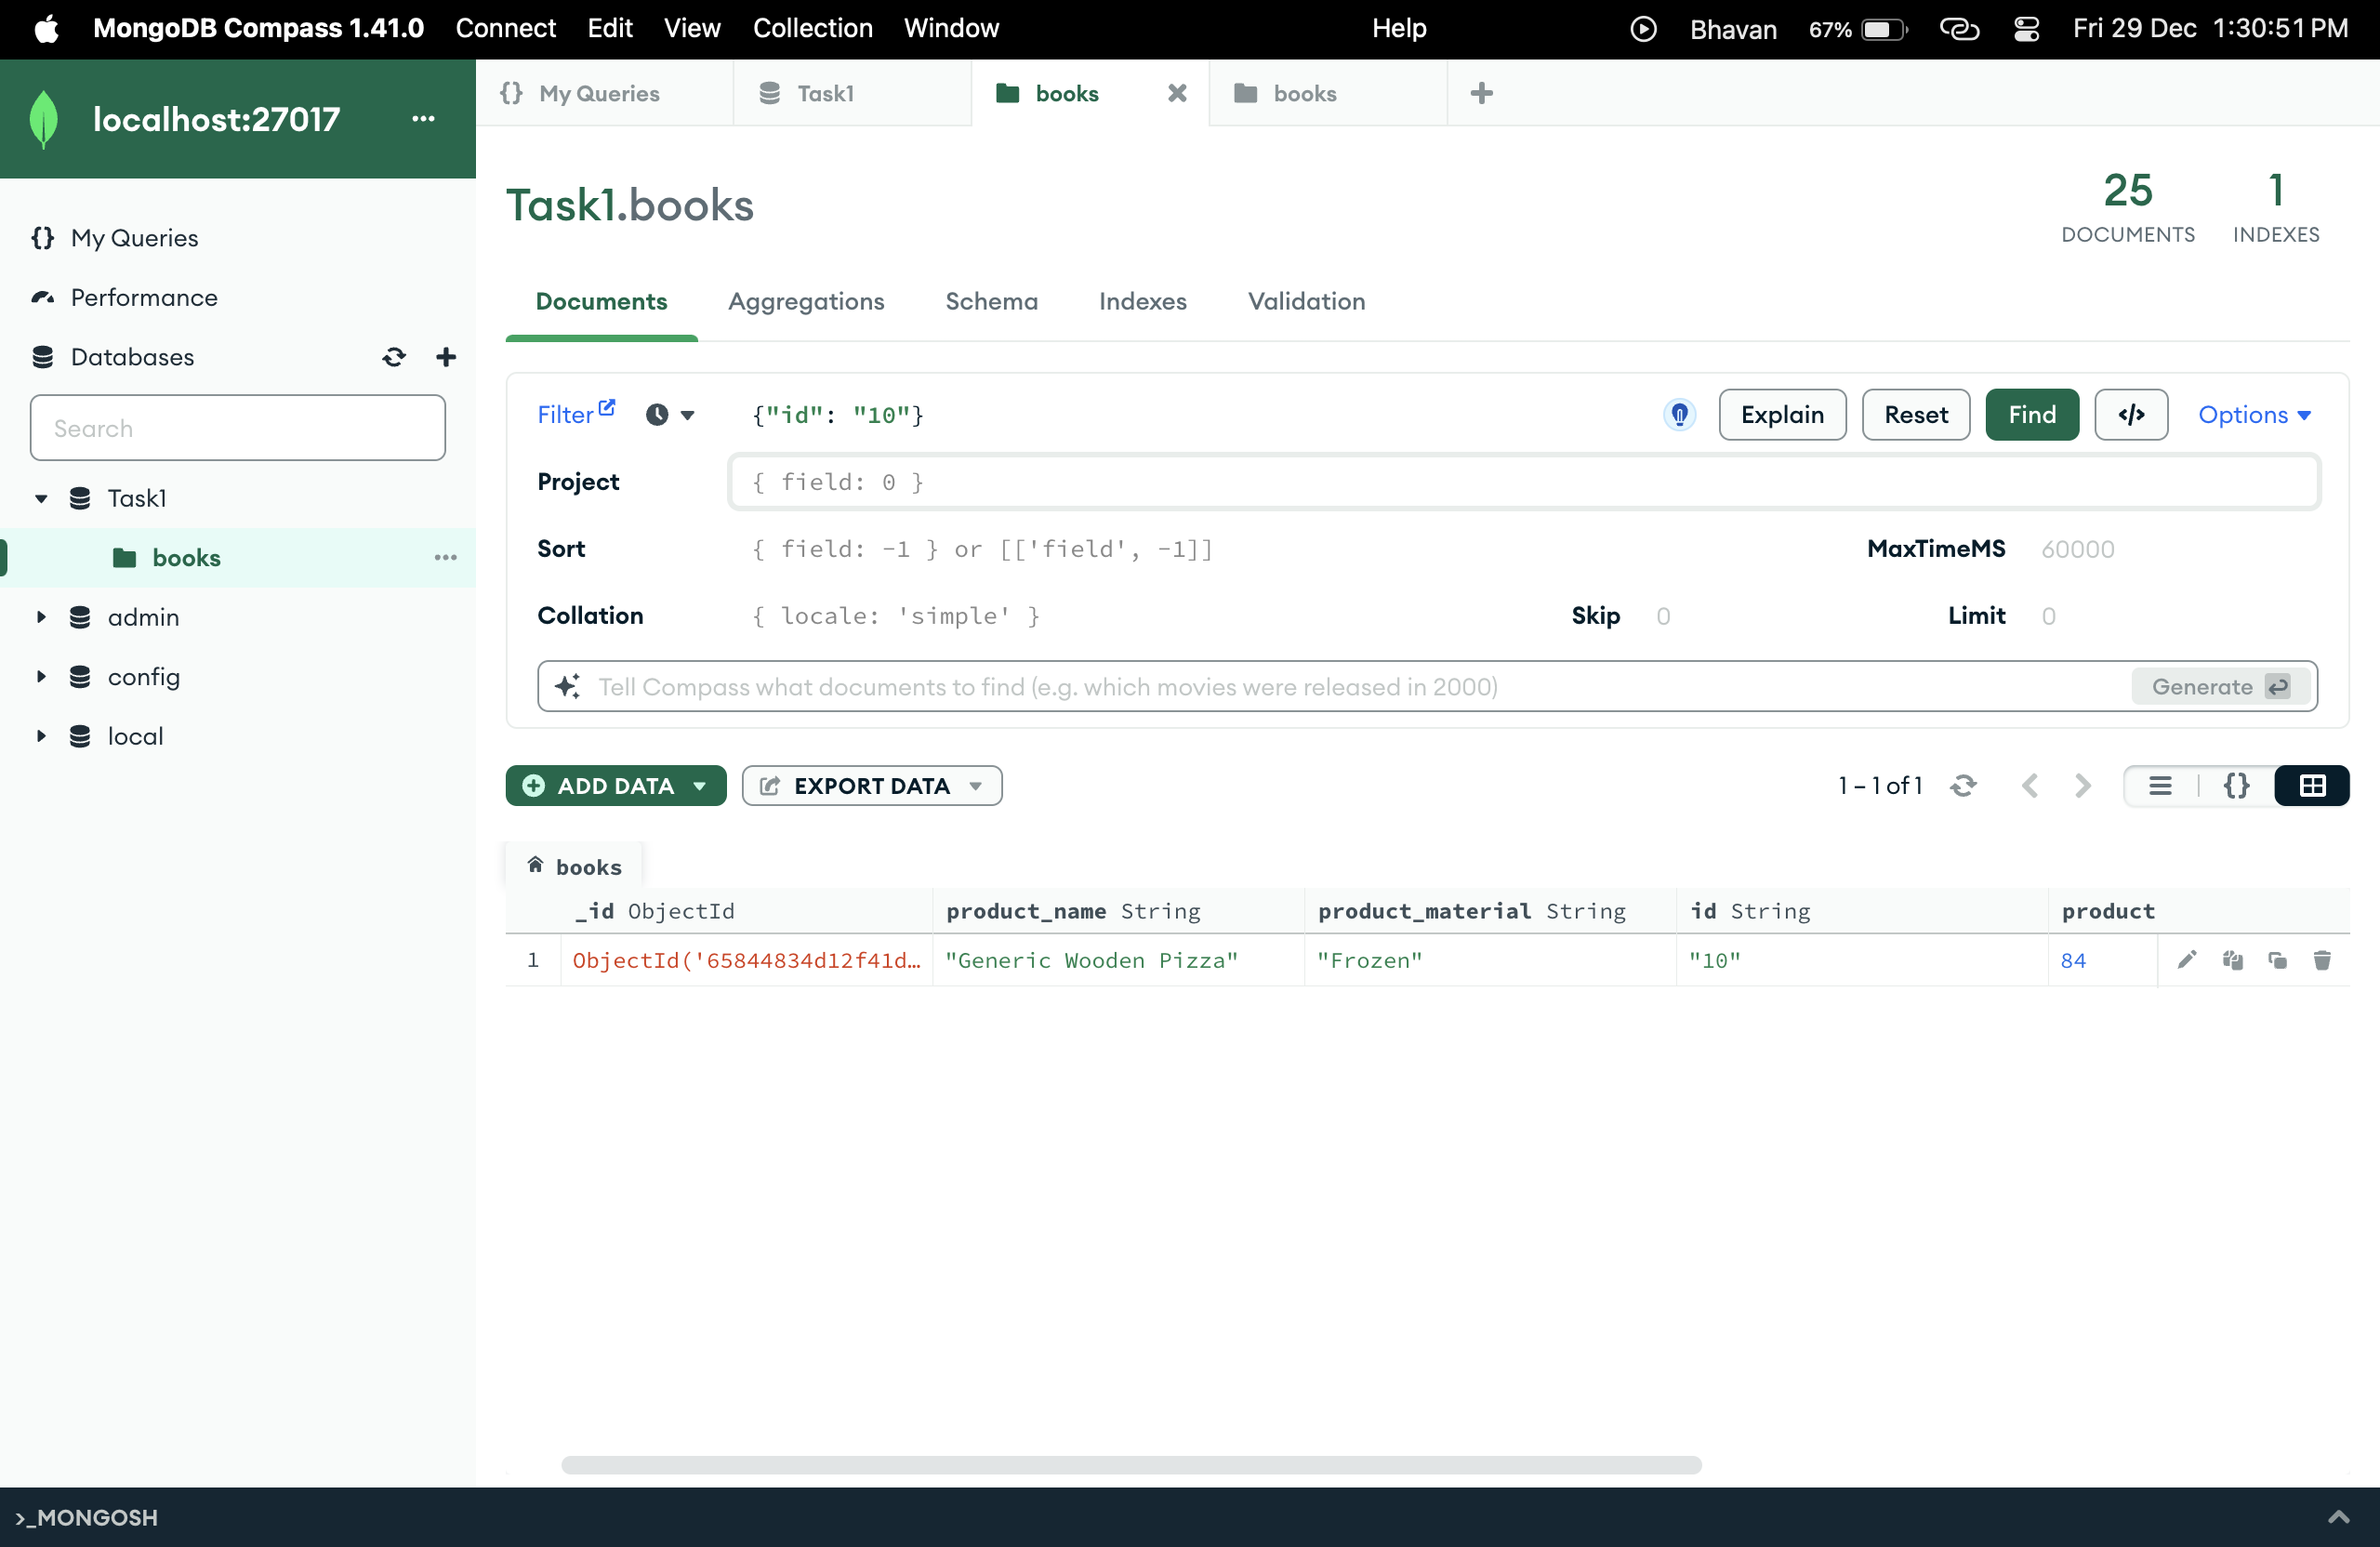 MongoDB Compass 1.41.0 Connect Edit View Collection Window Help Bhavan 67% Fri 29 Dec 1:30:51 PM
localhost:27017 ...
{} My Queries Task1 books books +
Task1.books
25 DOCUMENTS
1 INDEXES
My Queries
Performance
Databases
Search
Task1
books
admin
config
local
Documents Aggregations Schema Indexes Validation
Filter {"id": "10"} Explain Reset Find </> Options
Project { field: 0 }
Sort { field: -1 } or [['field', -1]] MaxTimeMS 60000
Collation { locale: 'simple' } Skip 0 Limit 0
Tell Compass what documents to find (e.g. which movies were released in 2000) Generate
ADD DATA EXPORT DATA 1 – 1 of 1 {}
books
_id ObjectId product_name String product_material String id String product
1 ObjectId('65844834d12f41d… "Generic Wooden Pizza" "Frozen" "10" 84
>_MONGOSH